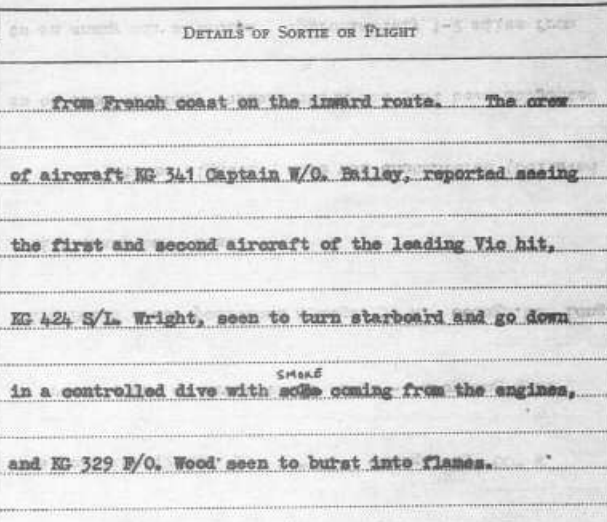 DETAILS OF SORTIE OR FLIGHT
from French coast on the inward route. The crew
of aircraft KG 341 Captain W/O. Bailey, reported seeing
the first and second aircraft of the leading Vic hit,
KG 424 S/L. Wright, seen to turn starboard and go down
SMOKE
in a controlled dive with coming from the engines,
and KG 329 F/O. Wood seen to burst into flames.